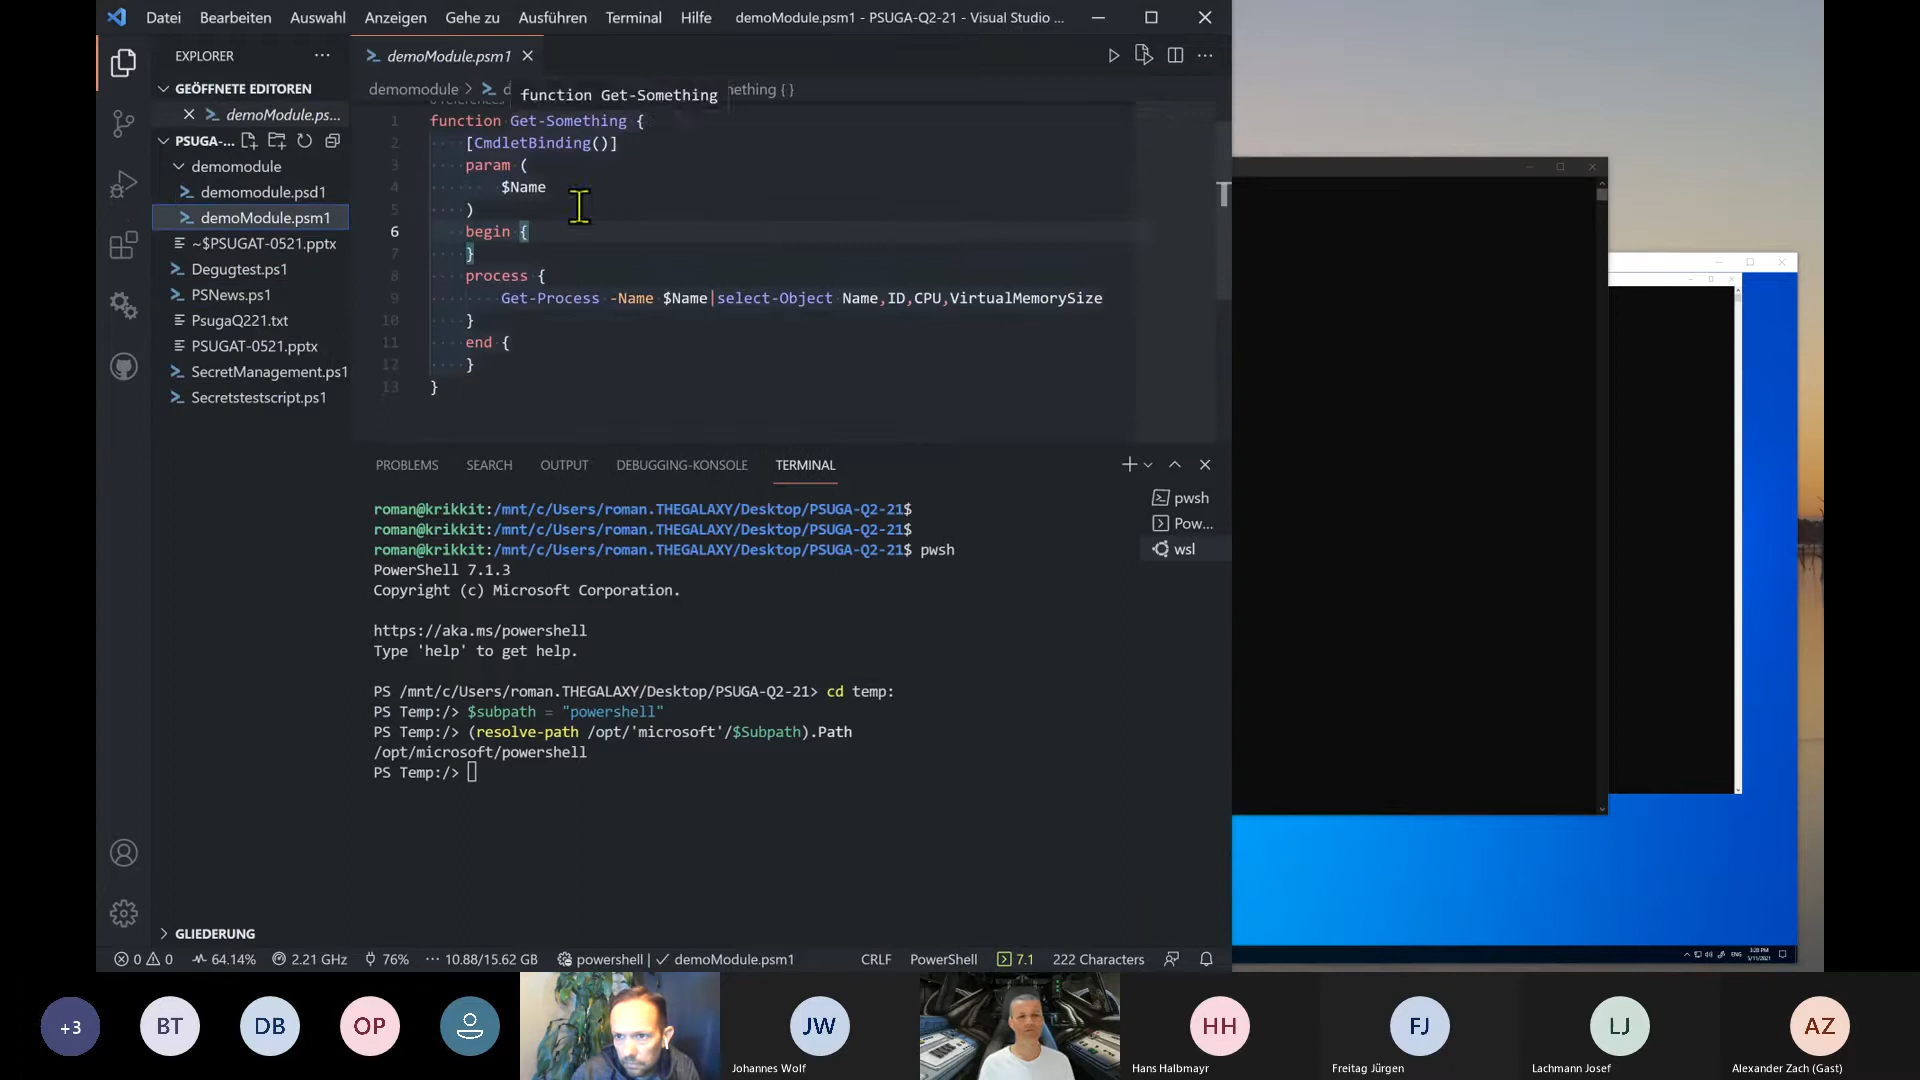 Datei Bearbeiten Auswahl Anzeigen Gehe zu Ausführen Terminal Hilfe demoModule.psm1 - PSUGA-Q2-21 - Visual Studio ...
EXPLORER
demoModule.psm1
GEÖFFNETE EDITOREN
demoModule.ps...
PSUGA-...
demomodule
demomodule.psd1
demoModule.psm1
~$PSUGAT-0521.pptx
Degugtest.ps1
PSNews.ps1
PsugaQ221.txt
PSUGAT-0521.pptx
SecretManagement.ps1
Secretstestscript.ps1
GLIEDERUNG
demomodule > d
function Get-Something
mething { }
1 function Get-Something {
2 [CmdletBinding()]
3 param (
4 $Name
5 )
6 begin {
7 }
8 process {
9 Get-Process -Name $Name|select-Object Name,ID,CPU,VirtualMemorySize
10 }
11 end {
12 }
13 }
PROBLEMS SEARCH OUTPUT DEBUGGING-KONSOLE TERMINAL
pwsh
Pow...
wsl
roman@krikkit:/mnt/c/Users/roman.THEGALAXY/Desktop/PSUGA-Q2-21$
roman@krikkit:/mnt/c/Users/roman.THEGALAXY/Desktop/PSUGA-Q2-21$
roman@krikkit:/mnt/c/Users/roman.THEGALAXY/Desktop/PSUGA-Q2-21$ pwsh
PowerShell 7.1.3
Copyright (c) Microsoft Corporation.
https://aka.ms/powershell
Type 'help' to get help.
PS /mnt/c/Users/roman.THEGALAXY/Desktop/PSUGA-Q2-21> cd temp:
PS Temp:/> $subpath = "powershell"
PS Temp:/> (resolve-path /opt/'microsoft'/$Subpath).Path
/opt/microsoft/powershell
PS Temp:/>
0 0 64.14% 2.21 GHz 76% 10.88/15.62 GB powershell | demoModule.psm1 CRLF PowerShell 7.1 222 Characters
ENG 3:28 PM
5/11/2021
+3 BT DB OP JW HH FJ LJ AZ
Johannes Wolf
Hans Halbmayr
Freitag Jürgen
Lachmann Josef
Alexander Zach (Gast)